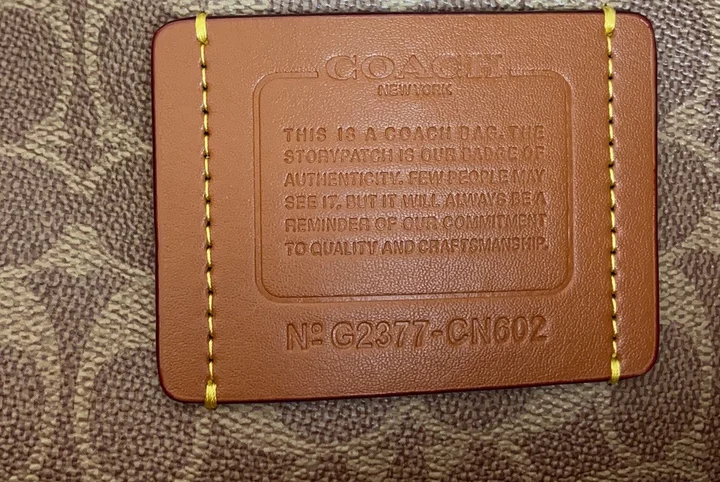 COACH
NEW YORK
THIS IS A COACH BAG. THE
STORYPATCH IS OUR BADGE OF
AUTHENTICITY. FEW PEOPLE MAY
SEE IT, BUT IT WILL ALWAYS BE A
REMINDER OF OUR COMMITMENT
TO QUALITY AND CRAFTSMANSHIP.
Nº G2377-CN602